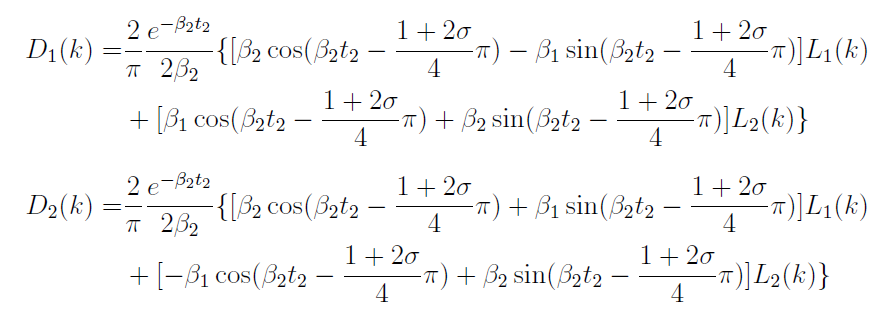 D₁(k) = \frac{2}{\pi} \frac{e^{-\beta_2 t_2}}{2\beta_2} \{[\beta_2 \cos(\beta_2 t_2 - \frac{1+2\sigma}{4}\pi) - \beta_1 \sin(\beta_2 t_2 - \frac{1+2\sigma}{4}\pi)]L_1(k)
+ [\beta_1 \cos(\beta_2 t_2 - \frac{1+2\sigma}{4}\pi) + \beta_2 \sin(\beta_2 t_2 - \frac{1+2\sigma}{4}\pi)]L_2(k)\}
D₂(k) = \frac{2}{\pi} \frac{e^{-\beta_2 t_2}}{2\beta_2} \{[\beta_2 \cos(\beta_2 t_2 - \frac{1+2\sigma}{4}\pi) + \beta_1 \sin(\beta_2 t_2 - \frac{1+2\sigma}{4}\pi)]L_1(k)
+ [-\beta_1 \cos(\beta_2 t_2 - \frac{1+2\sigma}{4}\pi) + \beta_2 \sin(\beta_2 t_2 - \frac{1+2\sigma}{4}\pi)]L_2(k)\}